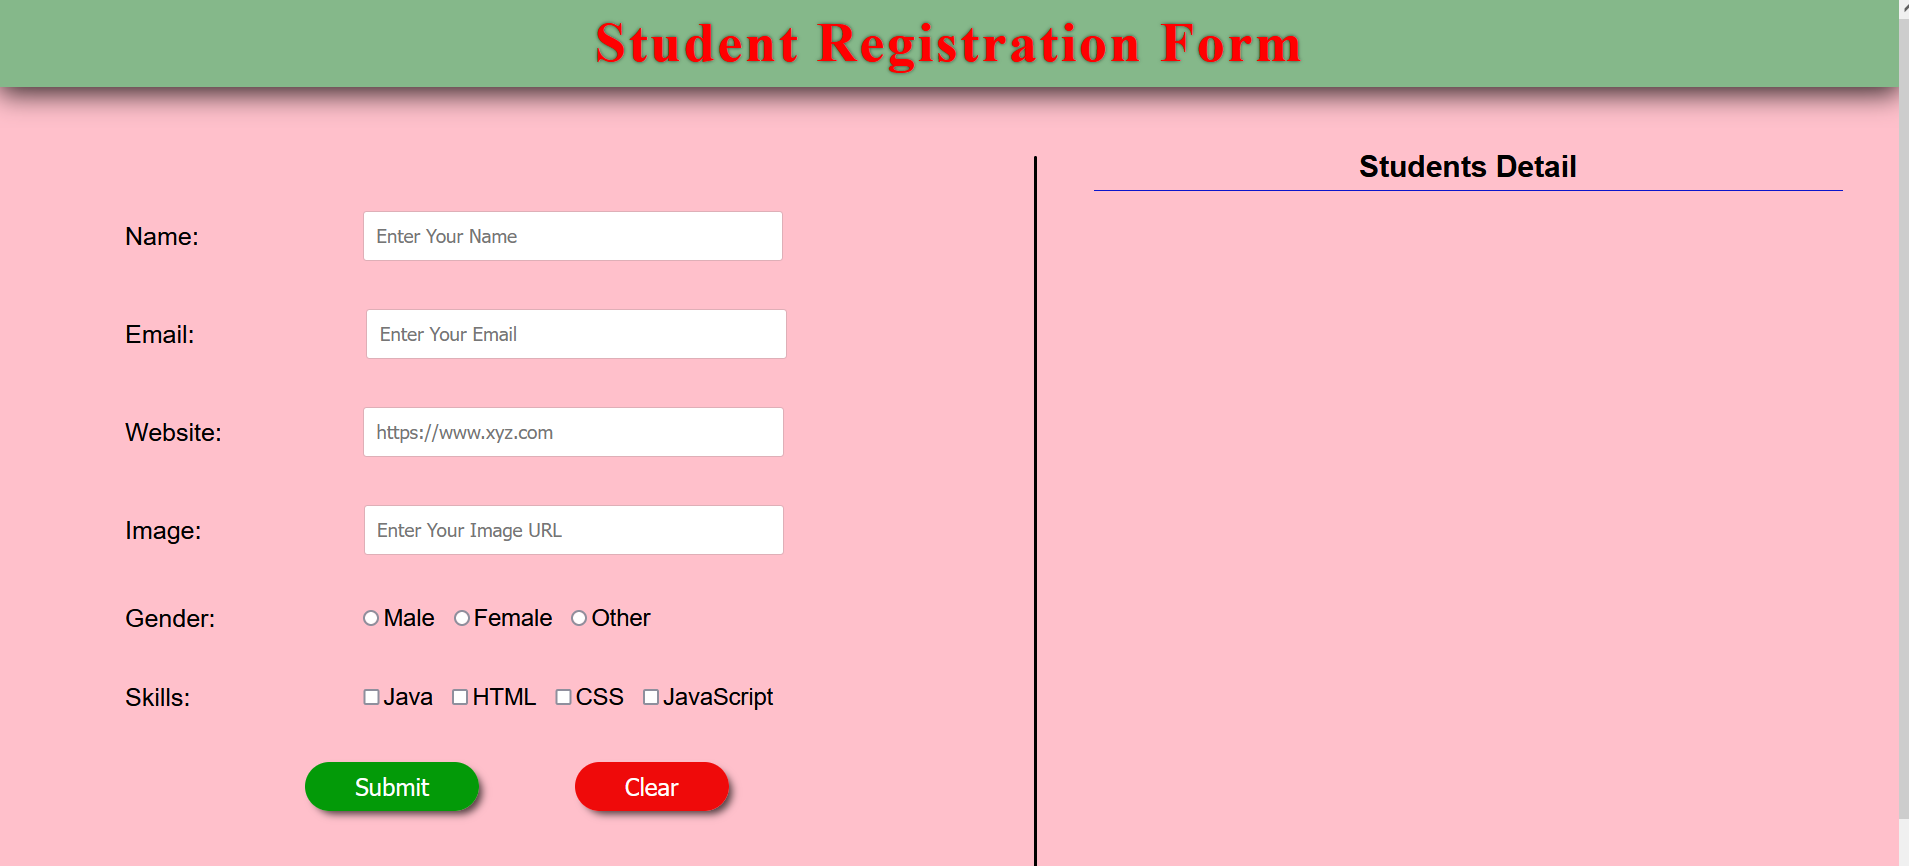 Student Registration Form
Name:
Enter Your Name
Email:
Enter Your Email
Website:
https://www.xyz.com
Image:
Enter Your Image URL
Gender:
Male Female Other
Skills:
Java HTML CSS JavaScript
Submit Clear
Students Detail